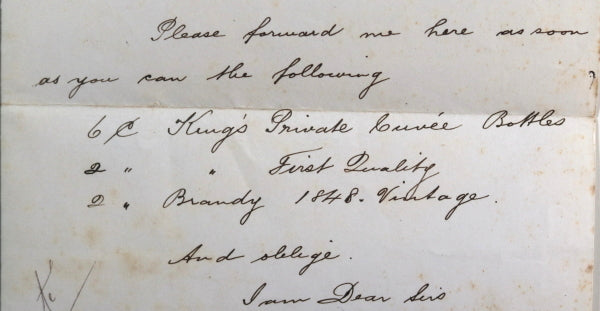 Please forward me here as soon
as you can the following
6 C King's Private Cuvée Bottles
2 " " First Quality
2 " Brandy 1848. Vintage.
And oblige.
I am Dear Sirs